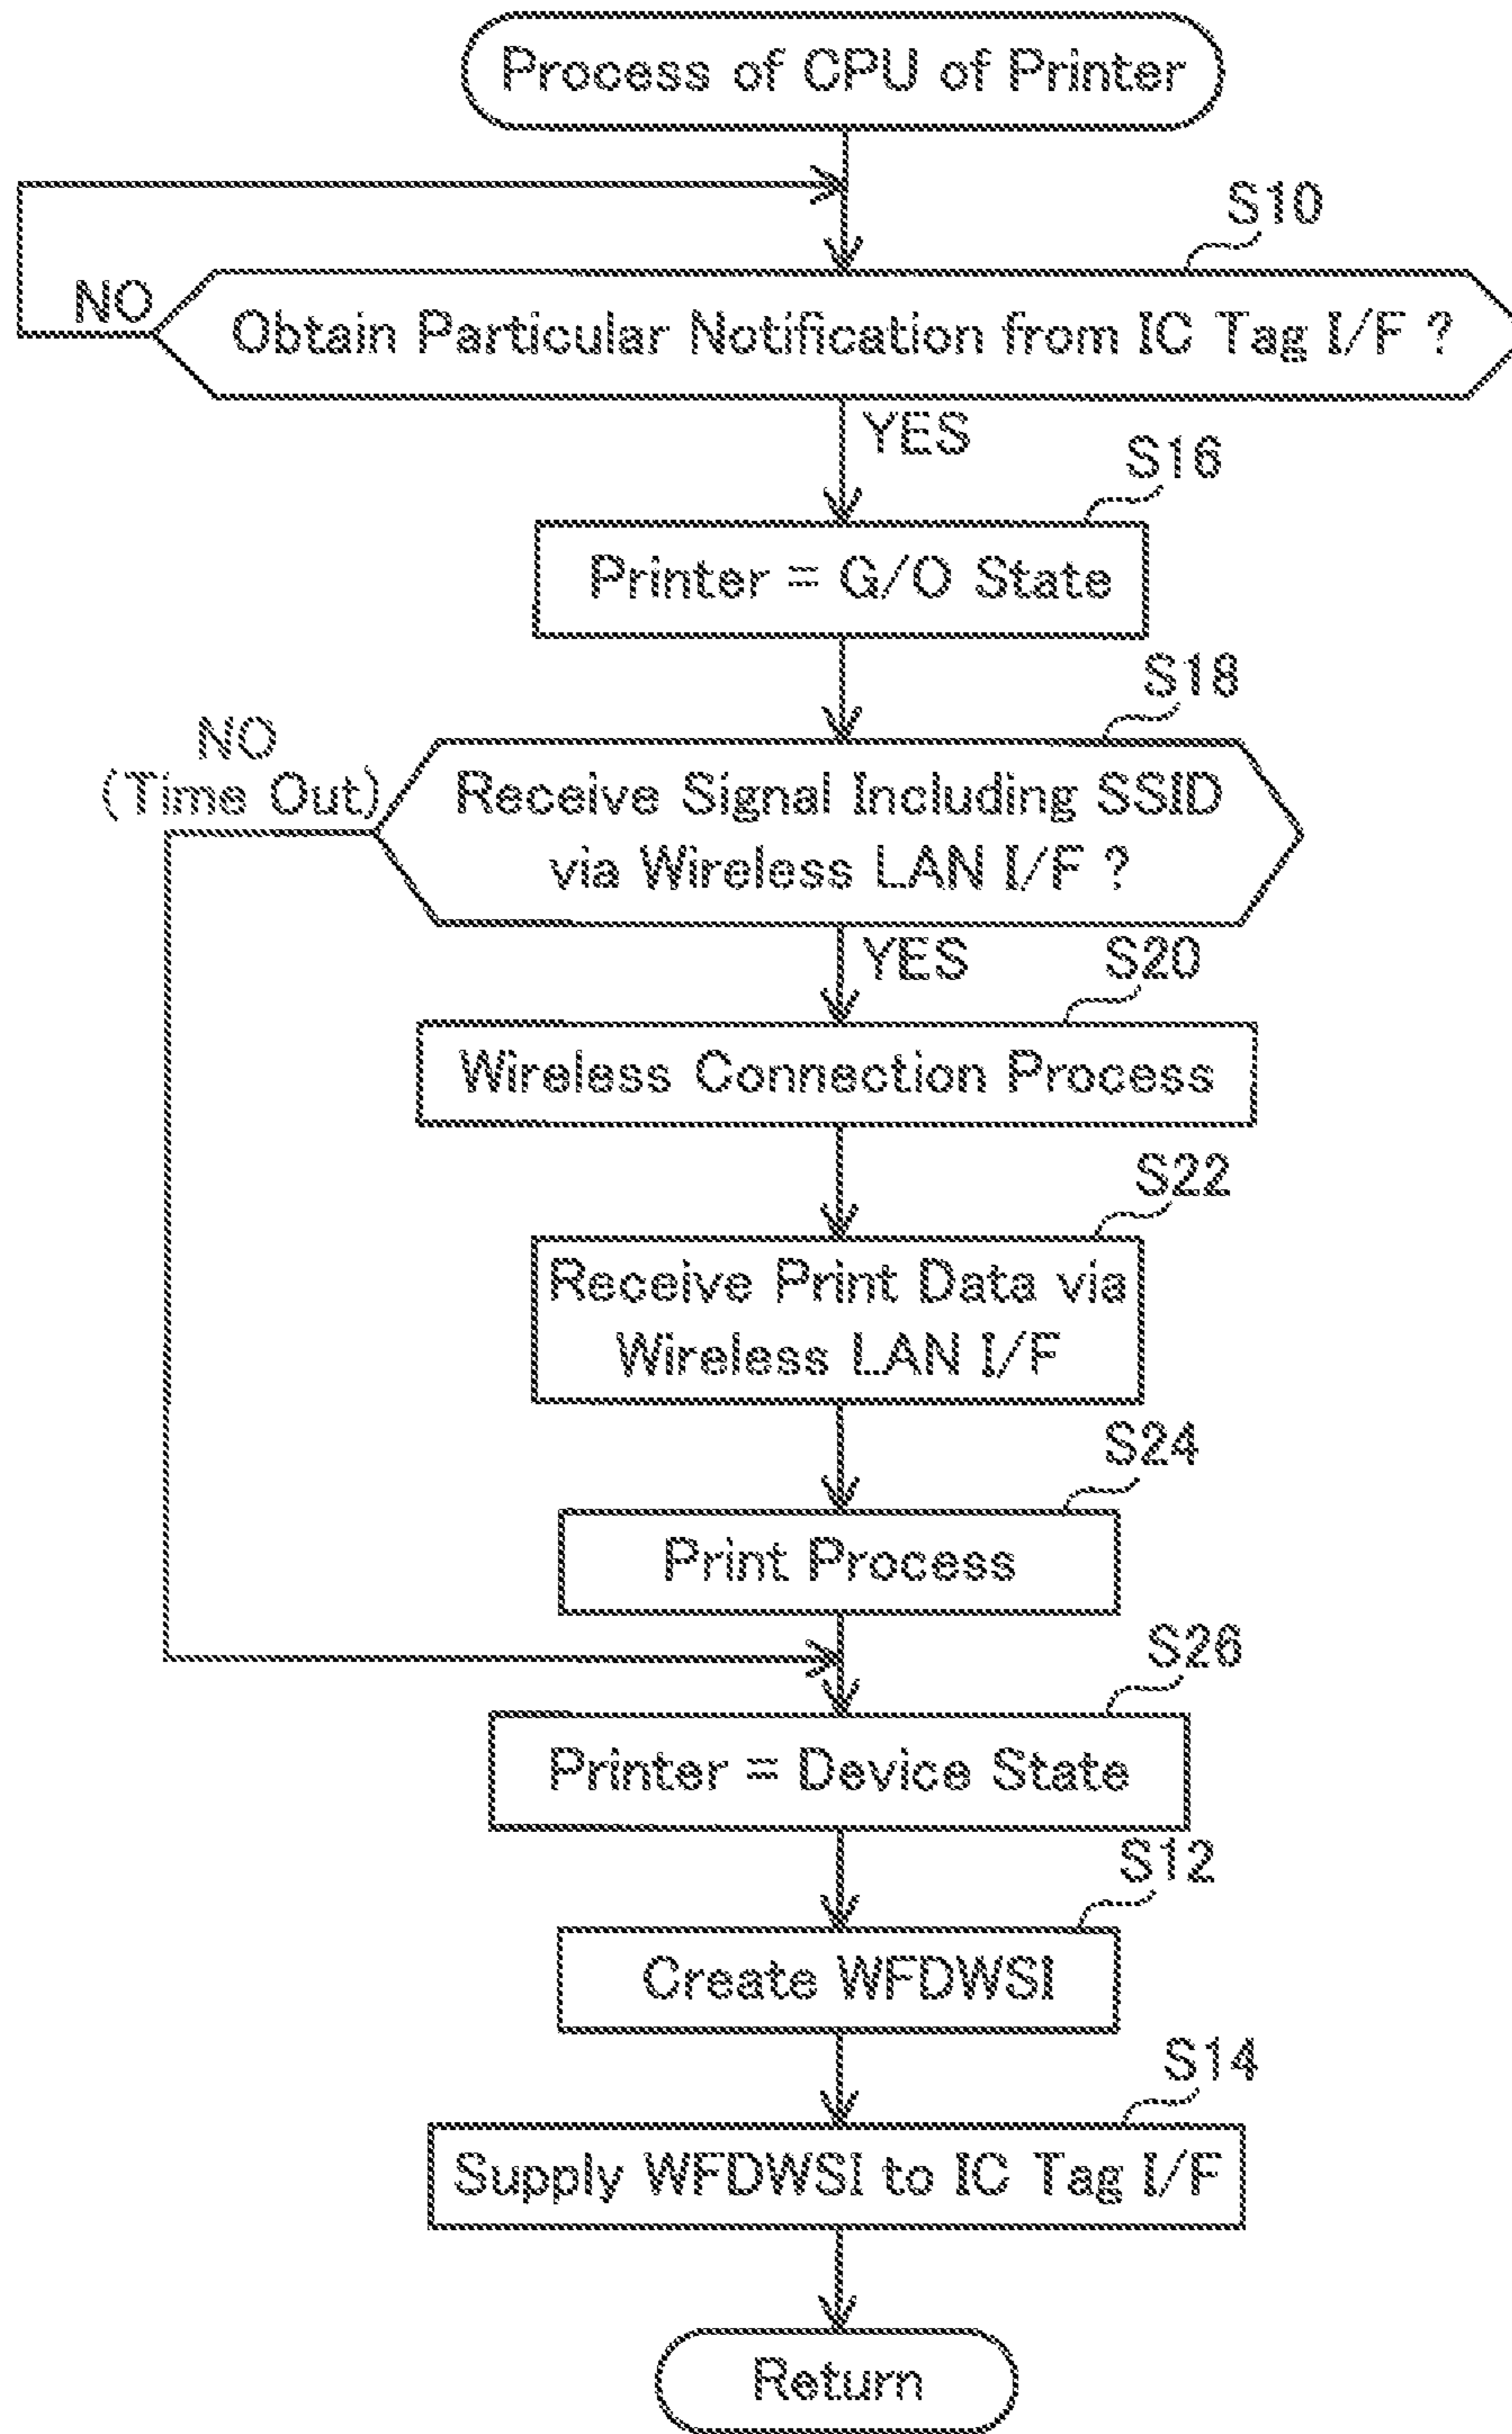 Process of CPU of Printer
S10
NO
Obtain Particular Notification from IC Tag I/F ?
YES
S16
Printer = G/O State
S18
NO
(Time Out)
Receive Signal Including SSID
via Wireless LAN I/F ?
YES
S20
Wireless Connection Process
S22
Receive Print Data via
Wireless LAN I/F
S24
Print Process
S26
Printer = Device State
S12
Create WFDWSI
S14
Supply WFDWSI to IC Tag I/F
Return